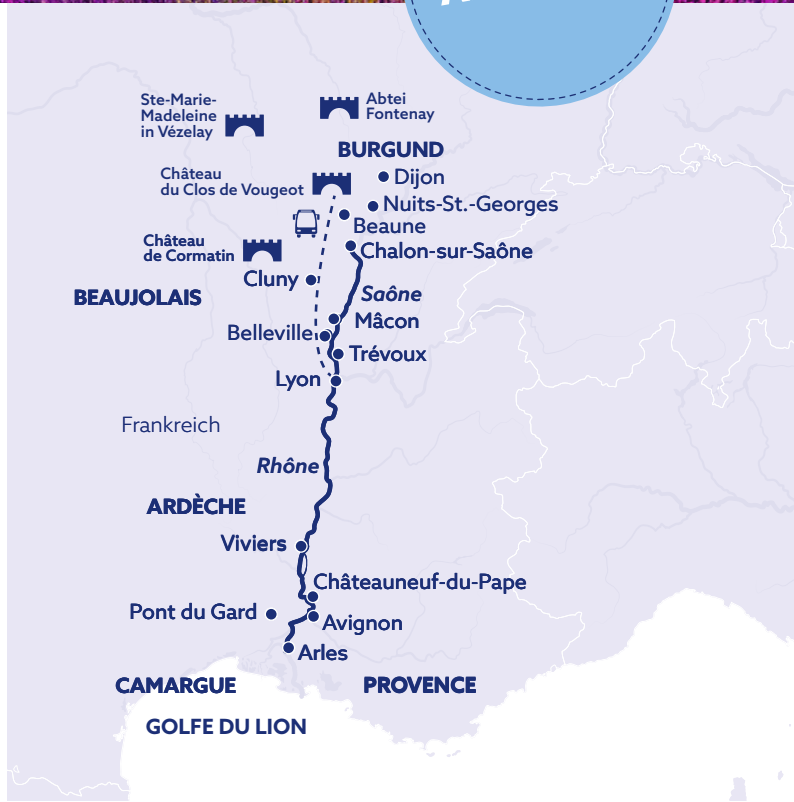 Ste-Marie-
Madeleine
in Vézelay
Abtei
Fontenay
BURGUND
Dijon
Château
du Clos de Vougeot
Nuits-St.-Georges
Beaune
Château
de Cormatin
Chalon-sur-Saône
Cluny
BEAUJOLAIS
Saône
Mâcon
Belleville
Trévoux
Lyon
Frankreich
Rhône
ARDÈCHE
Viviers
Châteauneuf-du-Pape
Pont du Gard
Avignon
Arles
CAMARGUE
PROVENCE
GOLFE DU LION